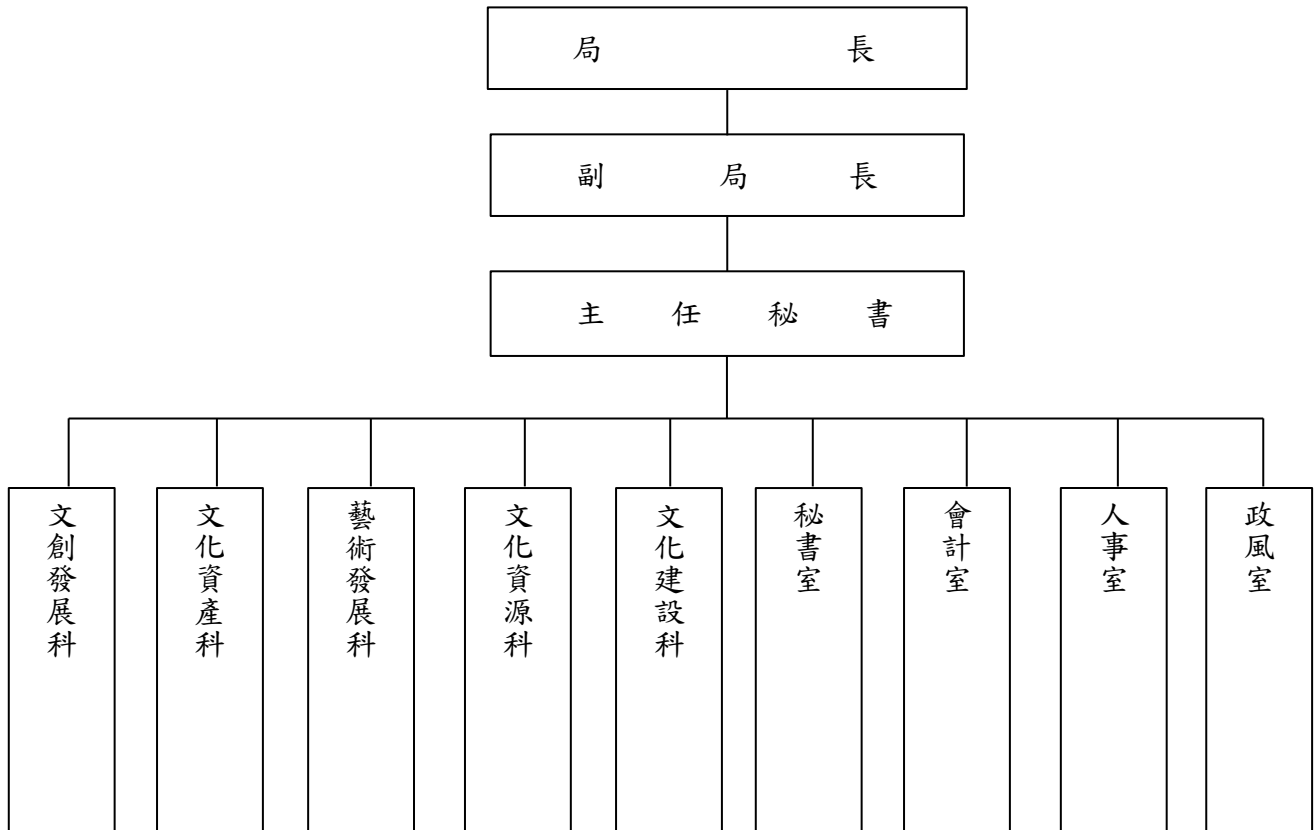 局長
副局長
主任秘書
文創發展科
文化資產科
藝術發展科
文化資源科
文化建設科
秘書室
會計室
人事室
政風室